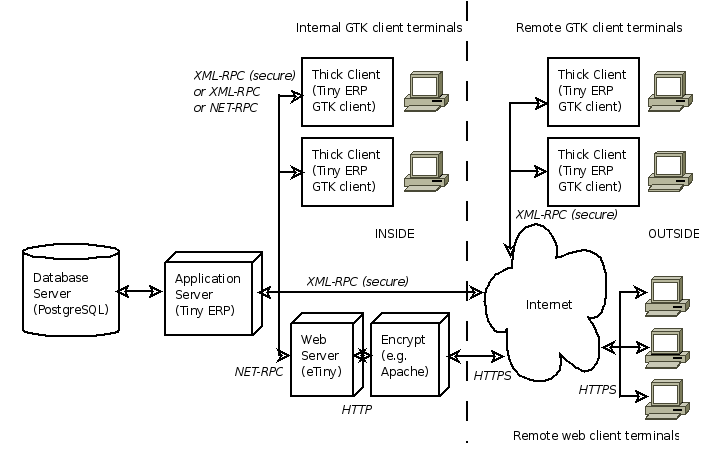 Internal GTK client terminals
Remote GTK client terminals
XML-RPC (secure)
or XML-RPC
or NET-RPC
Thick Client
(Tiny ERP
GTK client)
Thick Client
(Tiny ERP
GTK client)
Thick Client
(Tiny ERP
GTK client)
Thick Client
(Tiny ERP
GTK client)
XML-RPC (secure)
INSIDE
OUTSIDE
Database
Server
(PostgreSQL)
Application
Server
(Tiny ERP)
XML-RPC (secure)
Internet
Web
Server
(eTiny)
Encrypt
(e.g.
Apache)
NET-RPC
HTTP
HTTPS
HTTPS
Remote web client terminals